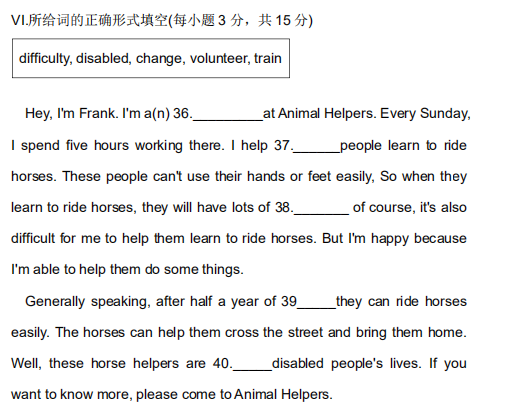 VI.所给词的正确形式填空(每小题 3 分，共 15 分)
difficulty, disabled, change, volunteer, train
Hey, I'm Frank. I'm a(n) 36.________at Animal Helpers. Every Sunday,
I spend five hours working there. I help 37.______people learn to ride
horses. These people can't use their hands or feet easily, So when they
learn to ride horses, they will have lots of 38._______ of course, it's also
difficult for me to help them learn to ride horses. But I'm happy because
I'm able to help them do some things.
Generally speaking, after half a year of 39_____they can ride horses
easily. The horses can help them cross the street and bring them home.
Well, these horse helpers are 40._____disabled people's lives. If you
want to know more, please come to Animal Helpers.